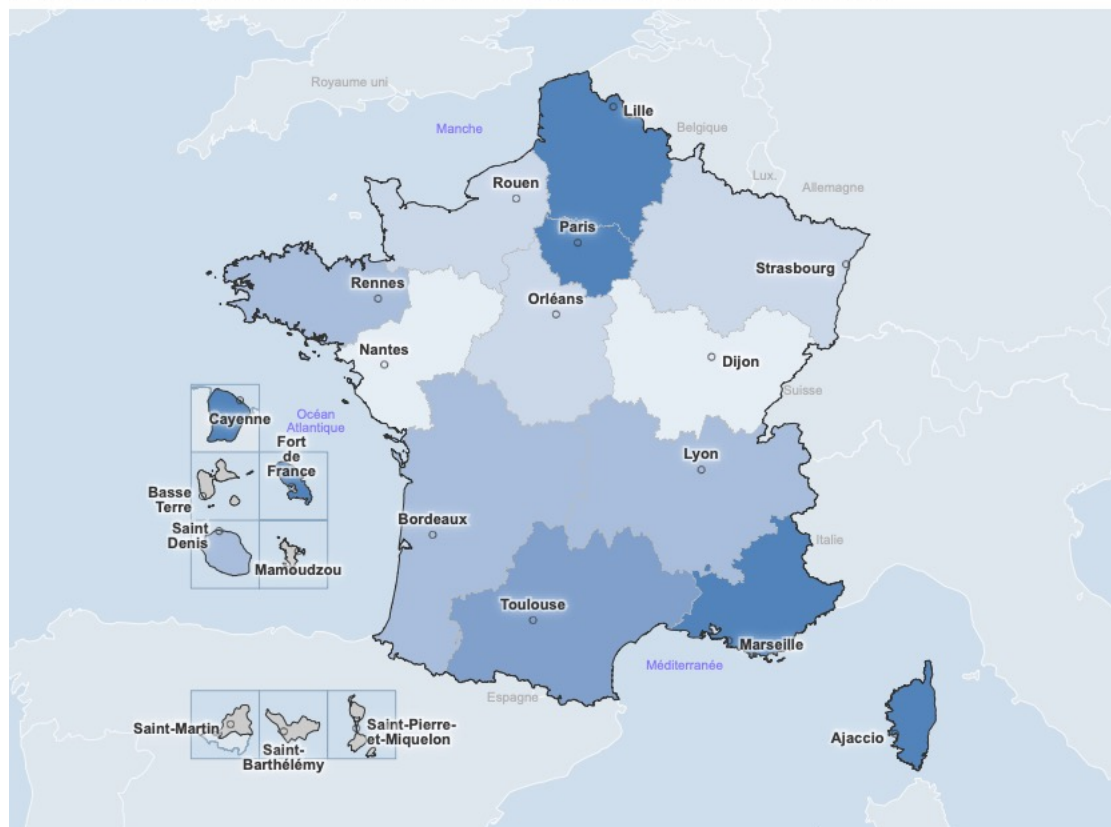 Royaume uni
Lille
Manche
Belgique
Rouen
Lux.
Allemagne
Paris
Strasbourg
Rennes
Orléans
Nantes
Dijon
Suisse
Cayenne
Océan
Atlantique
Fort
de
France
Lyon
Basse
Terre
Bordeaux
Saint
Denis
Italie
Mamoudzou
Toulouse
Marseille
Méditerranée
Espagne
Saint-Martin
Saint-Pierre-
et-Miquelon
Ajaccio
Saint-
Barthélémy